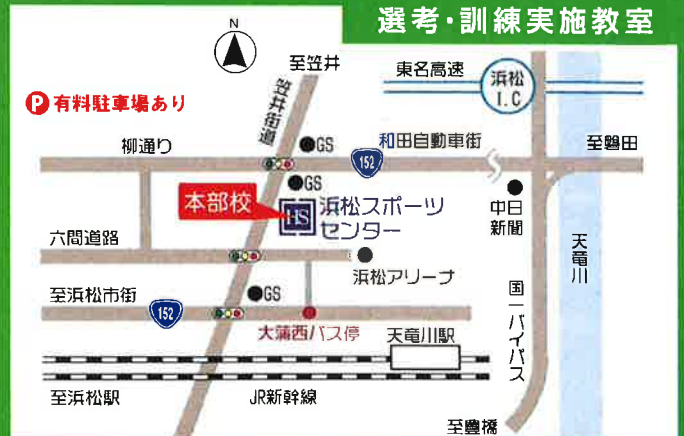 選考・訓練実施教室
N
至笠井
東名高速
浜松
I.C
P 有料駐車場あり
笠井街道
GS
柳通り
152
和田自動車街
至磐田
GS
本部校
HS
浜松スポーツ
センター
中日
新聞
六間道路
浜松アリーナ
天竜川
国一バイパス
至浜松市街
152
GS
大蒲西バス停
天竜川駅
至浜松駅
JR新幹線
至豊橋